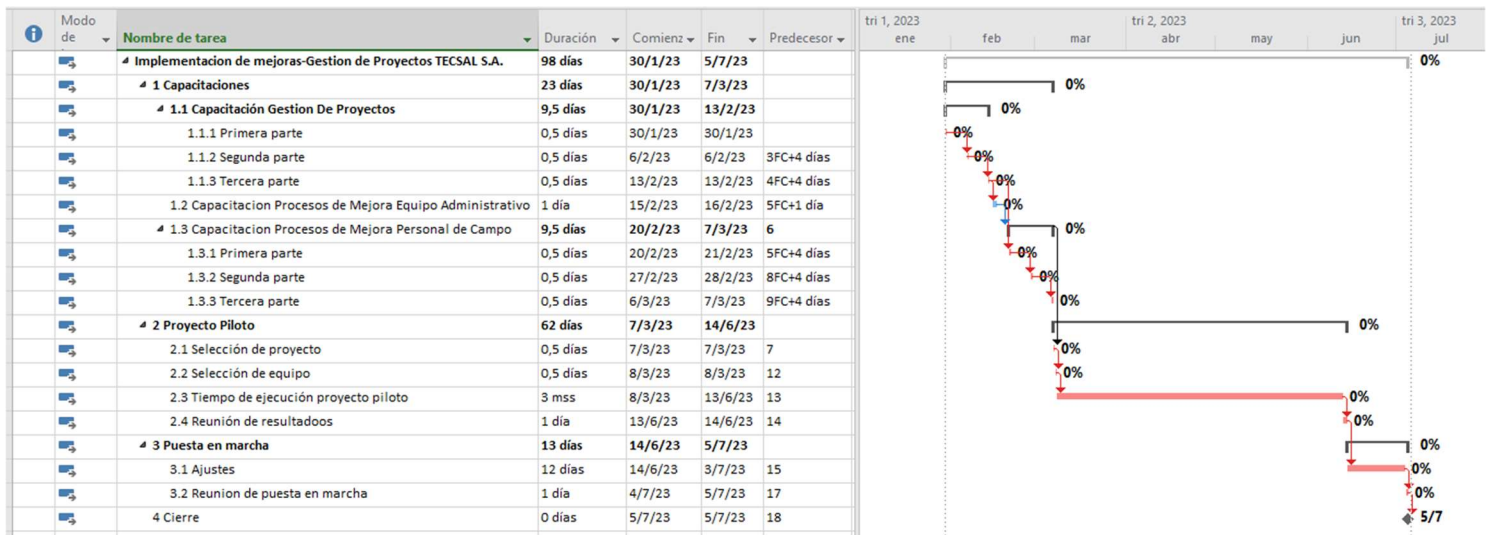 Modo de Nombre de tarea Duración Comienz Fin Predecesor
tri 1, 2023 tri 2, 2023 tri 3, 2023
ene feb mar abr may jun jul
Implementacion de mejoras-Gestion de Proyectos TECSAL S.A. 98 días 30/1/23 5/7/23 0%
1 Capacitaciones 23 días 30/1/23 7/3/23 0%
1.1 Capacitación Gestion De Proyectos 9,5 días 30/1/23 13/2/23 0%
1.1.1 Primera parte 0,5 días 30/1/23 30/1/23 0%
1.1.2 Segunda parte 0,5 días 6/2/23 6/2/23 3FC+4 días 0%
1.1.3 Tercera parte 0,5 días 13/2/23 13/2/23 4FC+4 días 0%
1.2 Capacitacion Procesos de Mejora Equipo Administrativo 1 día 15/2/23 16/2/23 5FC+1 día 0%
1.3 Capacitacion Procesos de Mejora Personal de Campo 9,5 días 20/2/23 7/3/23 6 0%
1.3.1 Primera parte 0,5 días 20/2/23 21/2/23 5FC+4 días 0%
1.3.2 Segunda parte 0,5 días 27/2/23 28/2/23 8FC+4 días 0%
1.3.3 Tercera parte 0,5 días 6/3/23 7/3/23 9FC+4 días 0%
2 Proyecto Piloto 62 días 7/3/23 14/6/23 0%
2.1 Selección de proyecto 0,5 días 7/3/23 7/3/23 7 0%
2.2 Selección de equipo 0,5 días 8/3/23 8/3/23 12 0%
2.3 Tiempo de ejecución proyecto piloto 3 mss 8/3/23 13/6/23 13 0%
2.4 Reunión de resultadoos 1 día 13/6/23 14/6/23 14 0%
3 Puesta en marcha 13 días 14/6/23 5/7/23 0%
3.1 Ajustes 12 días 14/6/23 3/7/23 15 0%
3.2 Reunion de puesta en marcha 1 día 4/7/23 5/7/23 17 0%
4 Cierre 0 días 5/7/23 5/7/23 18 5/7